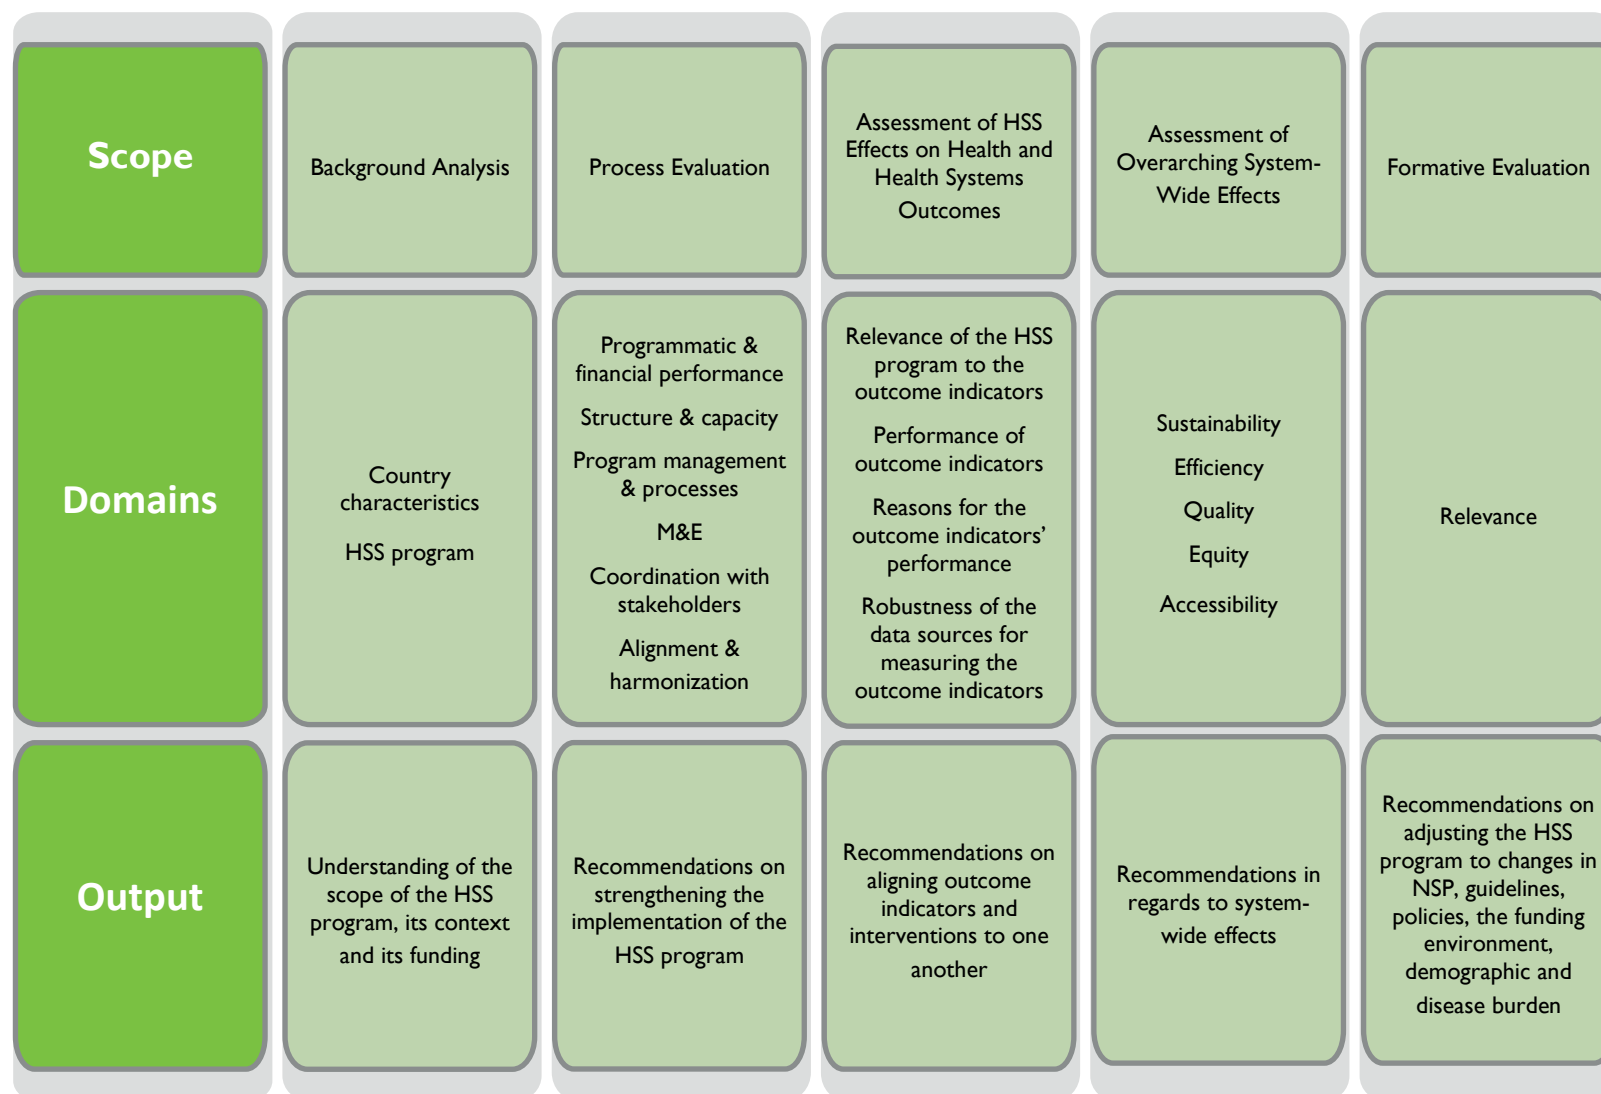 Scope
Background Analysis
Process Evaluation
Assessment of HSS
Effects on Health and
Health Systems
Outcomes
Assessment of
Overarching System-
Wide Effects
Formative Evaluation
Domains
Country
characteristics
HSS program
Programmatic &
financial performance
Structure & capacity
Program management
& processes
M&E
Coordination with
stakeholders
Alignment &
harmonization
Relevance of the HSS
program to the
outcome indicators
Performance of
outcome indicators
Reasons for the
outcome indicators’
performance
Robustness of the
data sources for
measuring the
outcome indicators
Sustainability
Efficiency
Quality
Equity
Accessibility
Relevance
Output
Understanding of the
scope of the HSS
program, its context
and its funding
Recommendations on
strengthening the
implementation of the
HSS program
Recommendations on
aligning outcome
indicators and
interventions to one
another
Recommendations in
regards to system-
wide effects
Recommendations on
adjusting the HSS
program to changes in
NSP, guidelines,
policies, the funding
environment,
demographic and
disease burden